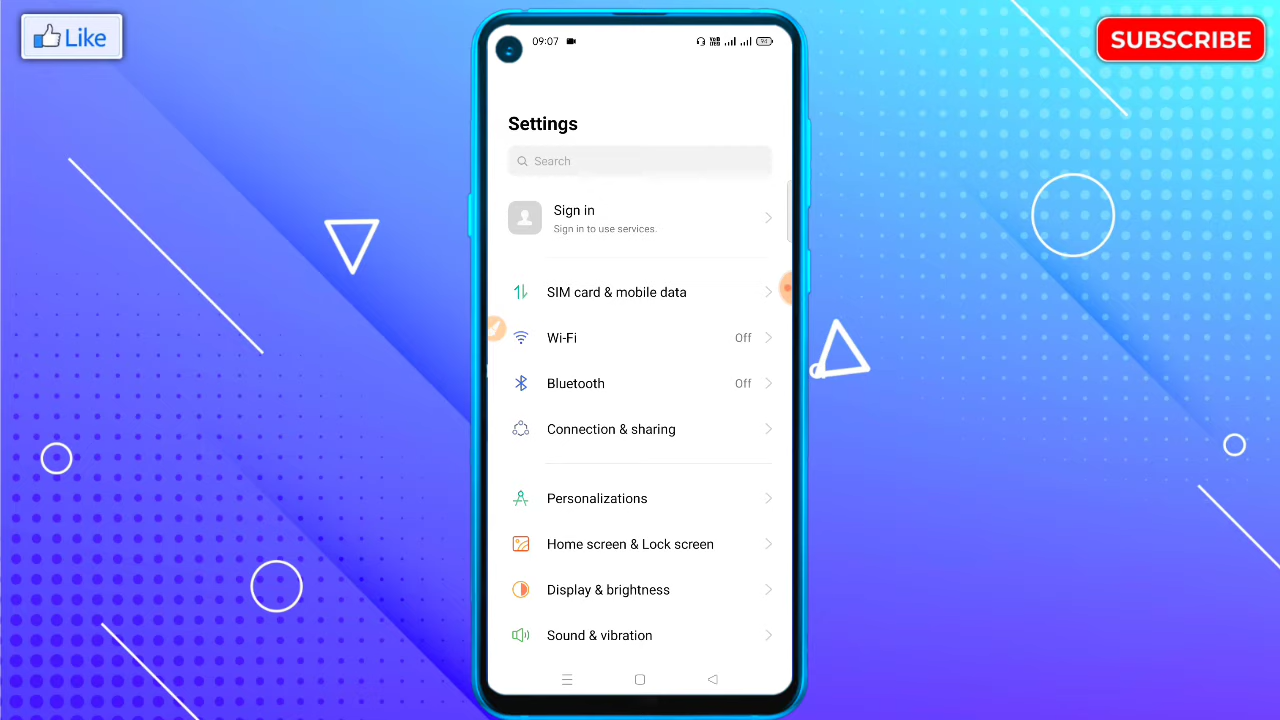 Like
SUBSCRIBE
09:07
94
Settings
Search
Sign in
Sign in to use services.
SIM card & mobile data
Wi-Fi Off
Bluetooth Off
Connection & sharing
Personalizations
Home screen & Lock screen
Display & brightness
Sound & vibration